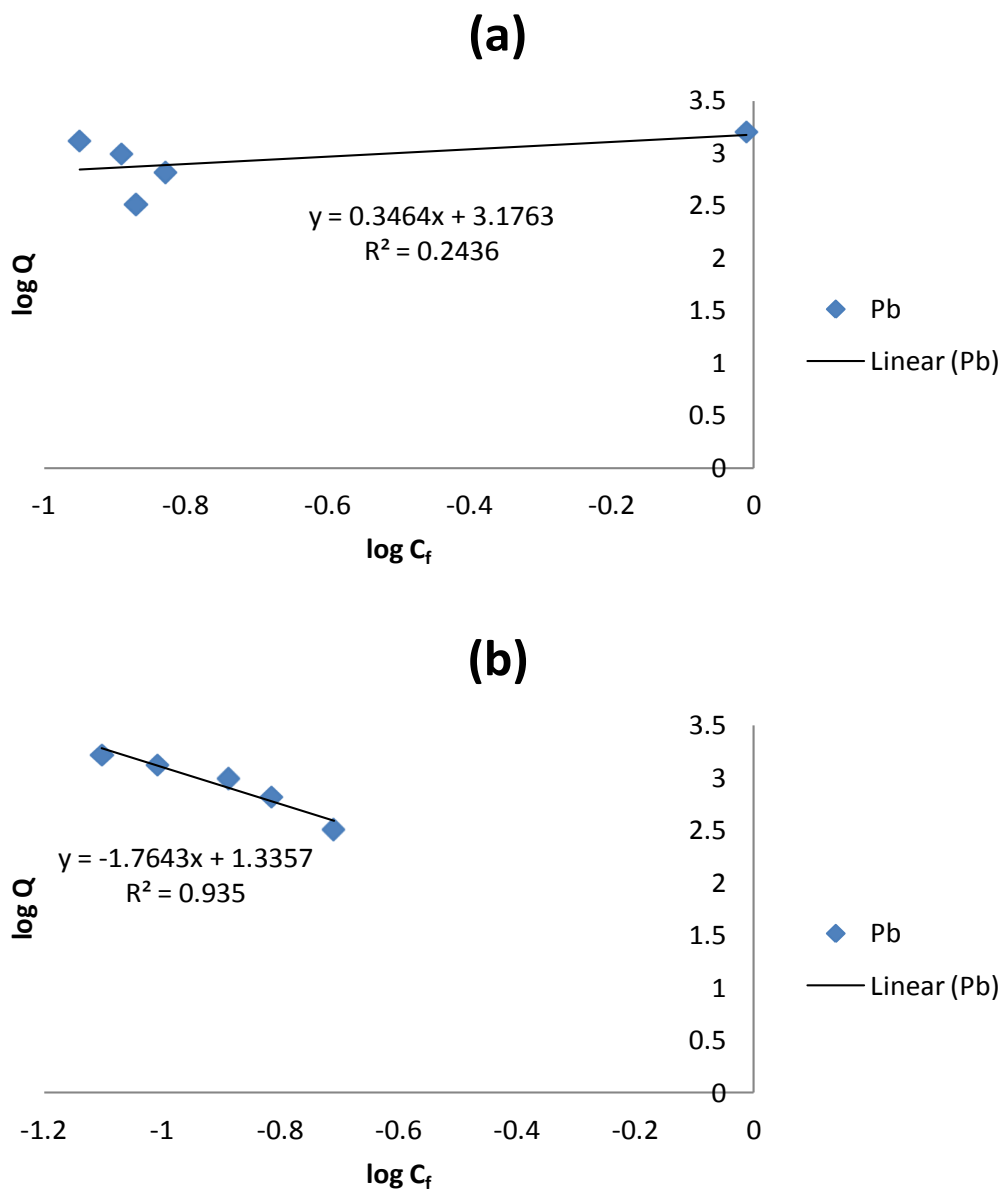 (a)
3.5
3
2.5
2
1.5
1
0.5
0
y = 0.3464x + 3.1763
R² = 0.2436
log Q
Pb
Linear (Pb)
-1
-0.8
-0.6
-0.4
-0.2
0
log Cf
(b)
3.5
3
2.5
2
1.5
1
0.5
0
y = -1.7643x + 1.3357
R² = 0.935
log Q
Pb
Linear (Pb)
-1.2
-1
-0.8
-0.6
-0.4
-0.2
0
log Cf